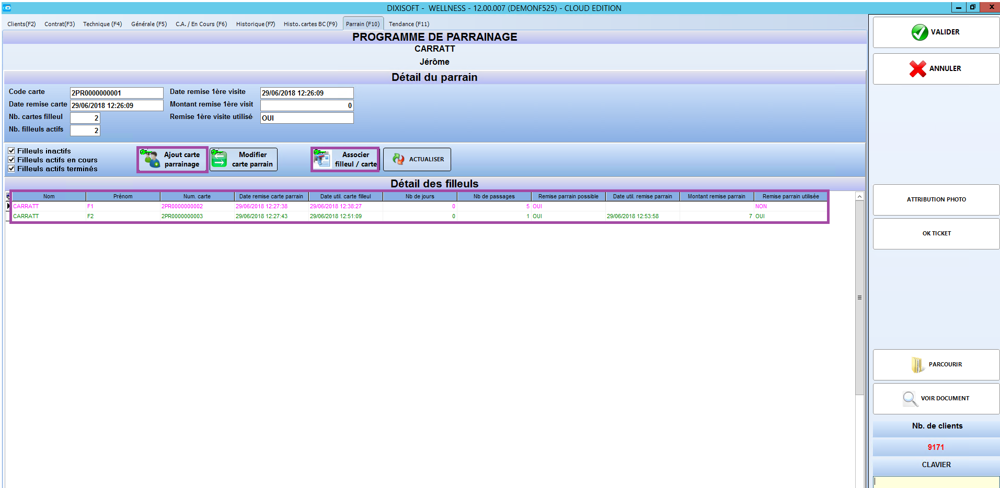 DIXISOFT - WELLNESS - 12.00.007 (DEMONF525) - CLOUD EDITION
Clients(F2) Contrat(F3) Technique (F4) Générale (F5) C.A. / En Cours (F6) Historique(F7) Histo. cartes BC(F9) Parrain (F10) Tendance (F11)
PROGRAMME DE PARRAINAGE
CARRATT
Jérôme
Détail du parrain
Code carte 2PR0000000001 Date remise 1ère visite 29/06/2018 12:26:09
Date remise carte 29/06/2018 12:26:09 Montant remise 1ère visit 0
Nb. cartes filleul 2 Remise 1ère visite utilisé OUI
Nb. filleuls actifs 2
Filleuls inactifs
Filleuls actifs en cours
Filleuls actifs terminés
Ajout carte
parrainage
Modifier
carte parrain
Associer
filleul / carte
ACTUALISER
Détail des filleuls
Nom Prénom Num. carte Date remise carte parrain Date util. carte filleul Nb de jours Nb de passages Remise parrain possible Date util. remise parrain Montant remise parrain Remise parrain utilisée
CARRATT F1 2PR0000000002 29/06/2018 12:27:38 29/06/2018 12:38:27 0 5 OUI NON
CARRATT F2 2PR0000000003 29/06/2018 12:27:43 29/06/2018 12:51:09 0 1 OUI 29/06/2018 12:53:58 7 OUI
VALIDER
ANNULER
ATTRIBUTION PHOTO
OK TICKET
PARCOURIR
VOIR DOCUMENT
Nb. de clients
9171
CLAVIER